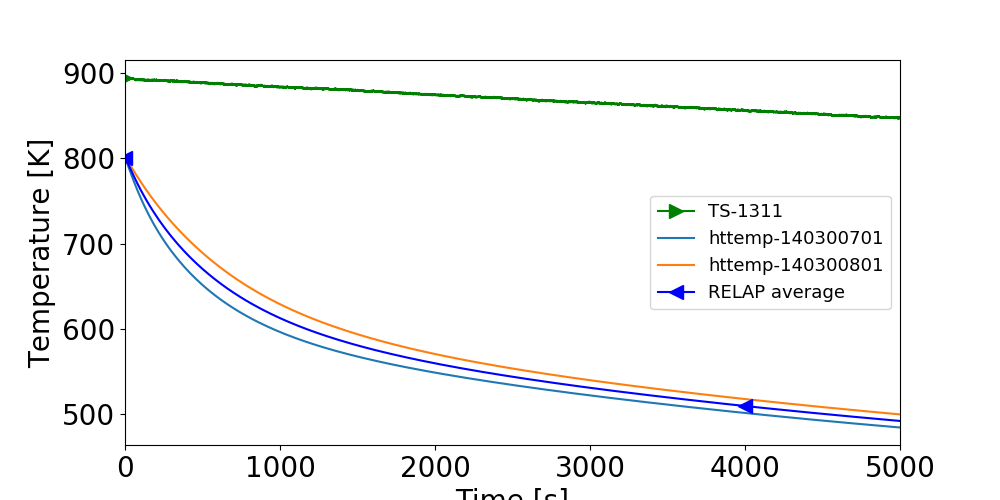 Temperature [K]
900
800
700
600
500
TS-1311
httemp-140300701
httemp-140300801
RELAP average
0 1000 2000 3000 4000 5000
Time [s]